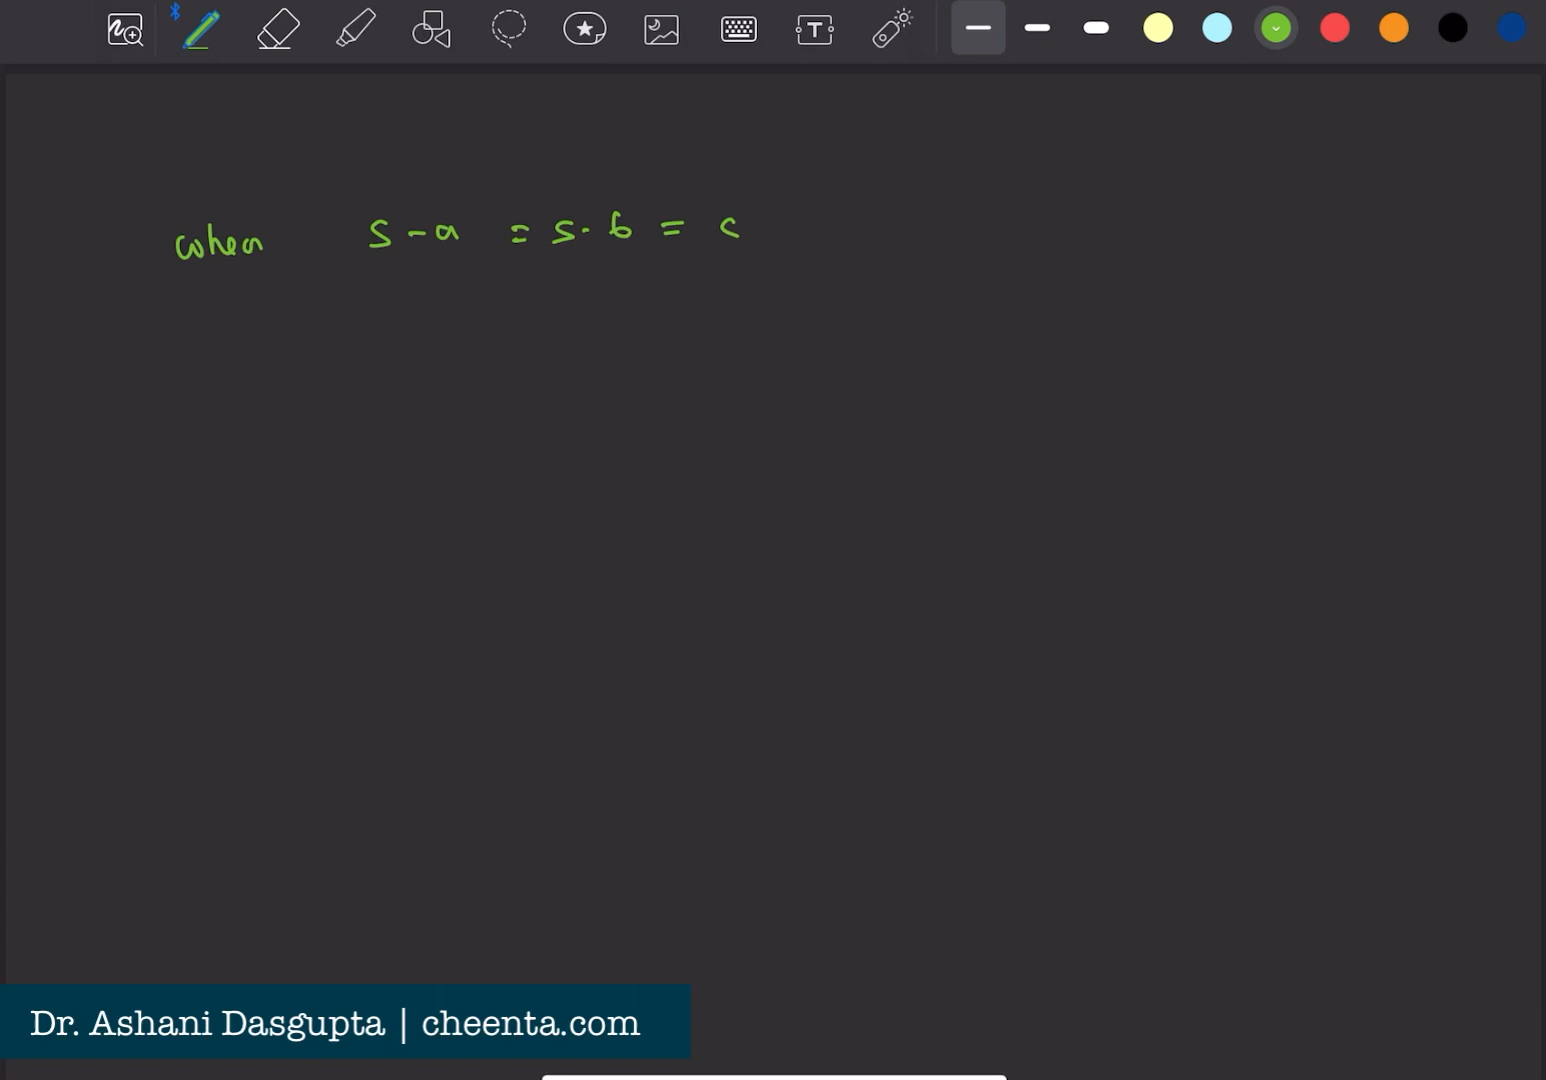 when s - a = s - b = c
Dr. Ashani Dasgupta | cheenta.com